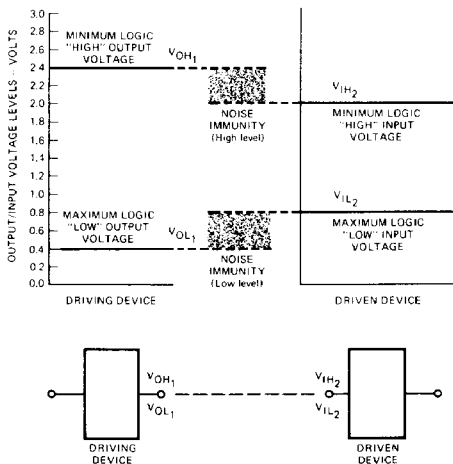 OUTPUT/INPUT VOLTAGE LEVELS – VOLTS
3.0
2.8
2.6
2.4
2.2
2.0
1.8
1.6
1.4
1.2
1.0
0.8
0.6
0.4
0.2
0.0
MINIMUM LOGIC
"HIGH" OUTPUT
VOLTAGE
VOH1
NOISE
IMMUNITY
(High level)
VIH2
MINIMUM LOGIC
"HIGH" INPUT
VOLTAGE
MAXIMUM LOGIC
"LOW" OUTPUT
VOLTAGE
VOL1
NOISE
IMMUNITY
(Low level)
VIL2
MAXIMUM LOGIC
"LOW" INPUT
VOLTAGE
DRIVING DEVICE
DRIVEN DEVICE
VOH1
VOL1
VIH2
VIL2
DRIVING
DEVICE
DRIVEN
DEVICE